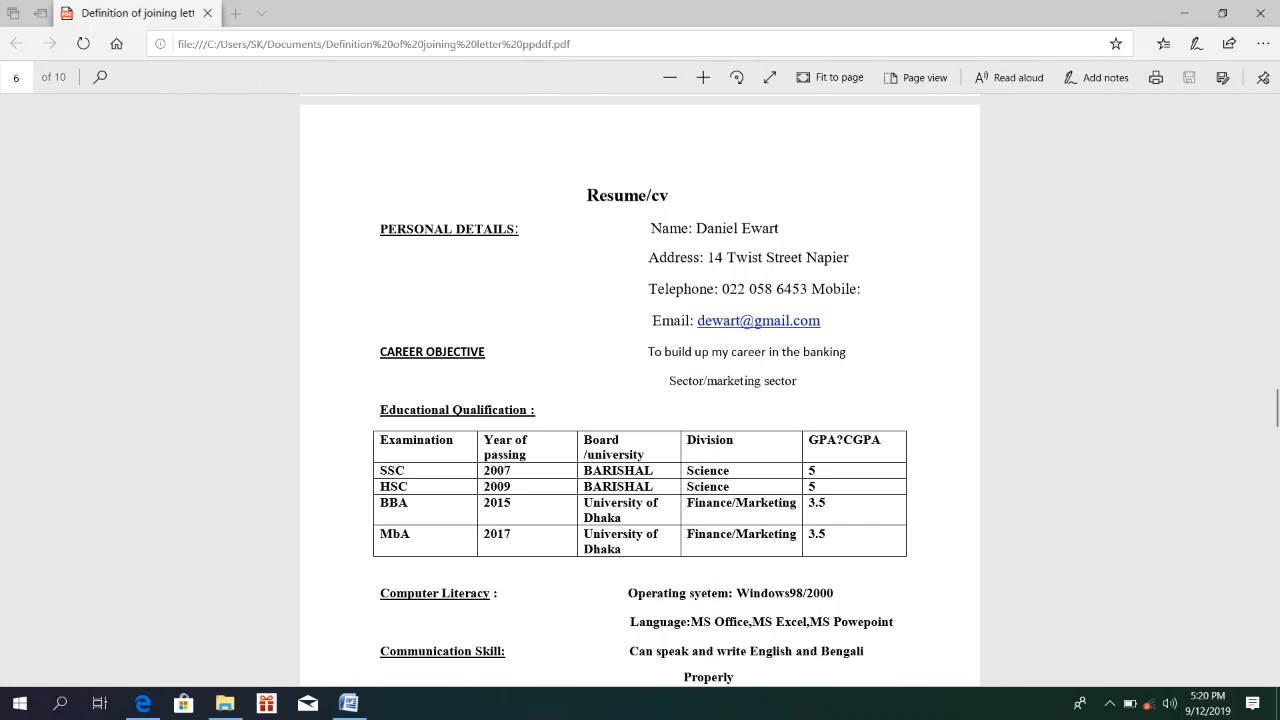 Definition of joining lett
file:///C:/Users/SK/Documents/Definition%20of%20joining%20letter%20ppddf.pdf
6 of 10 Fit to page Page view Read aloud Add notes
Resume/cv
PERSONAL DETAILS: Name: Daniel Ewart
Address: 14 Twist Street Napier
Telephone: 022 058 6453 Mobile:
Email: dewart@gmail.com
CAREER OBJECTIVE To build up my career in the banking
Sector/marketing sector
Educational Qualification :
Examination Year of passing Board /university Division GPA?CGPA
SSC 2007 BARISHAL Science 5
HSC 2009 BARISHAL Science 5
BBA 2015 University of Dhaka Finance/Marketing 3.5
MbA 2017 University of Dhaka Finance/Marketing 3.5
Computer Literacy : Operating syetem: Windows98/2000
Language:MS Office,MS Excel,MS Powepoint
Communication Skill: Can speak and write English and Bengali
Properly
5:20 PM
9/12/2019